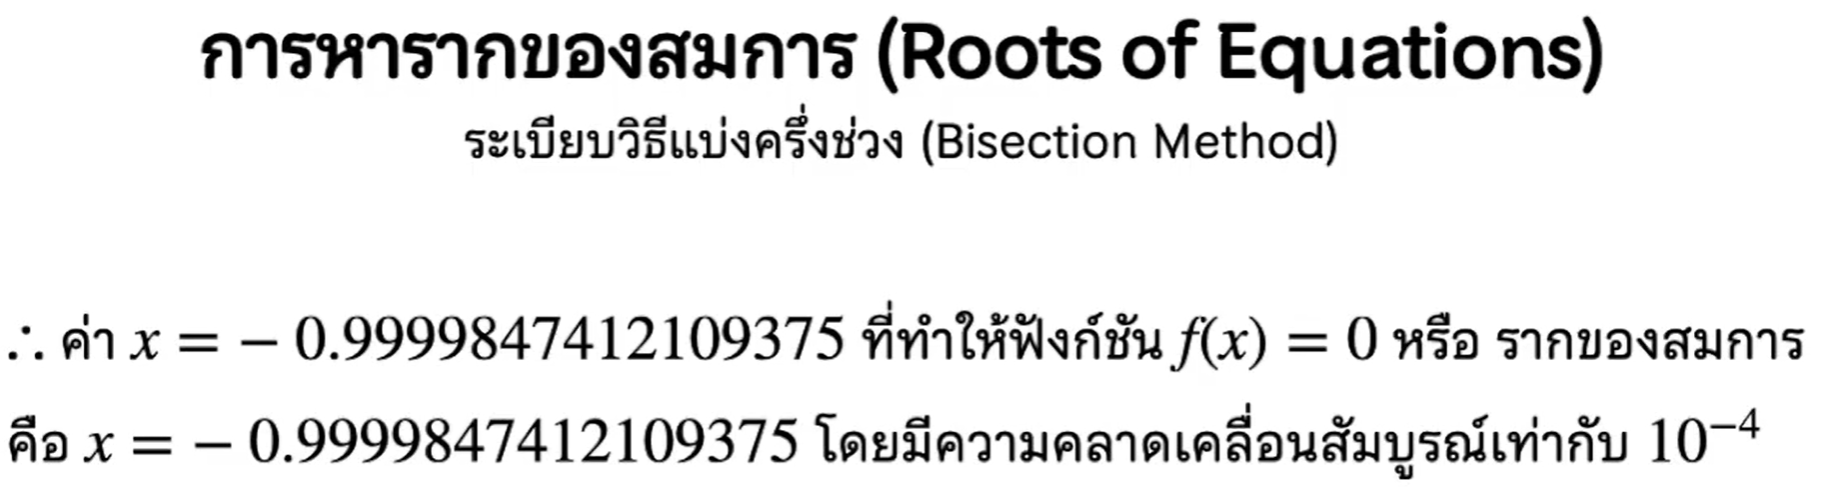 การหารากของสมการ (Roots of Equations)
ระเบียบวิธีแบ่งครึ่งช่วง (Bisection Method)
∴ ค่า x = − 0.9999847412109375 ที่ทำให้ฟังก์ชัน f(x) = 0 หรือ รากของสมการ
คือ x = − 0.9999847412109375 โดยมีความคลาดเคลื่อนสัมบูรณ์เท่ากับ 10⁻⁴